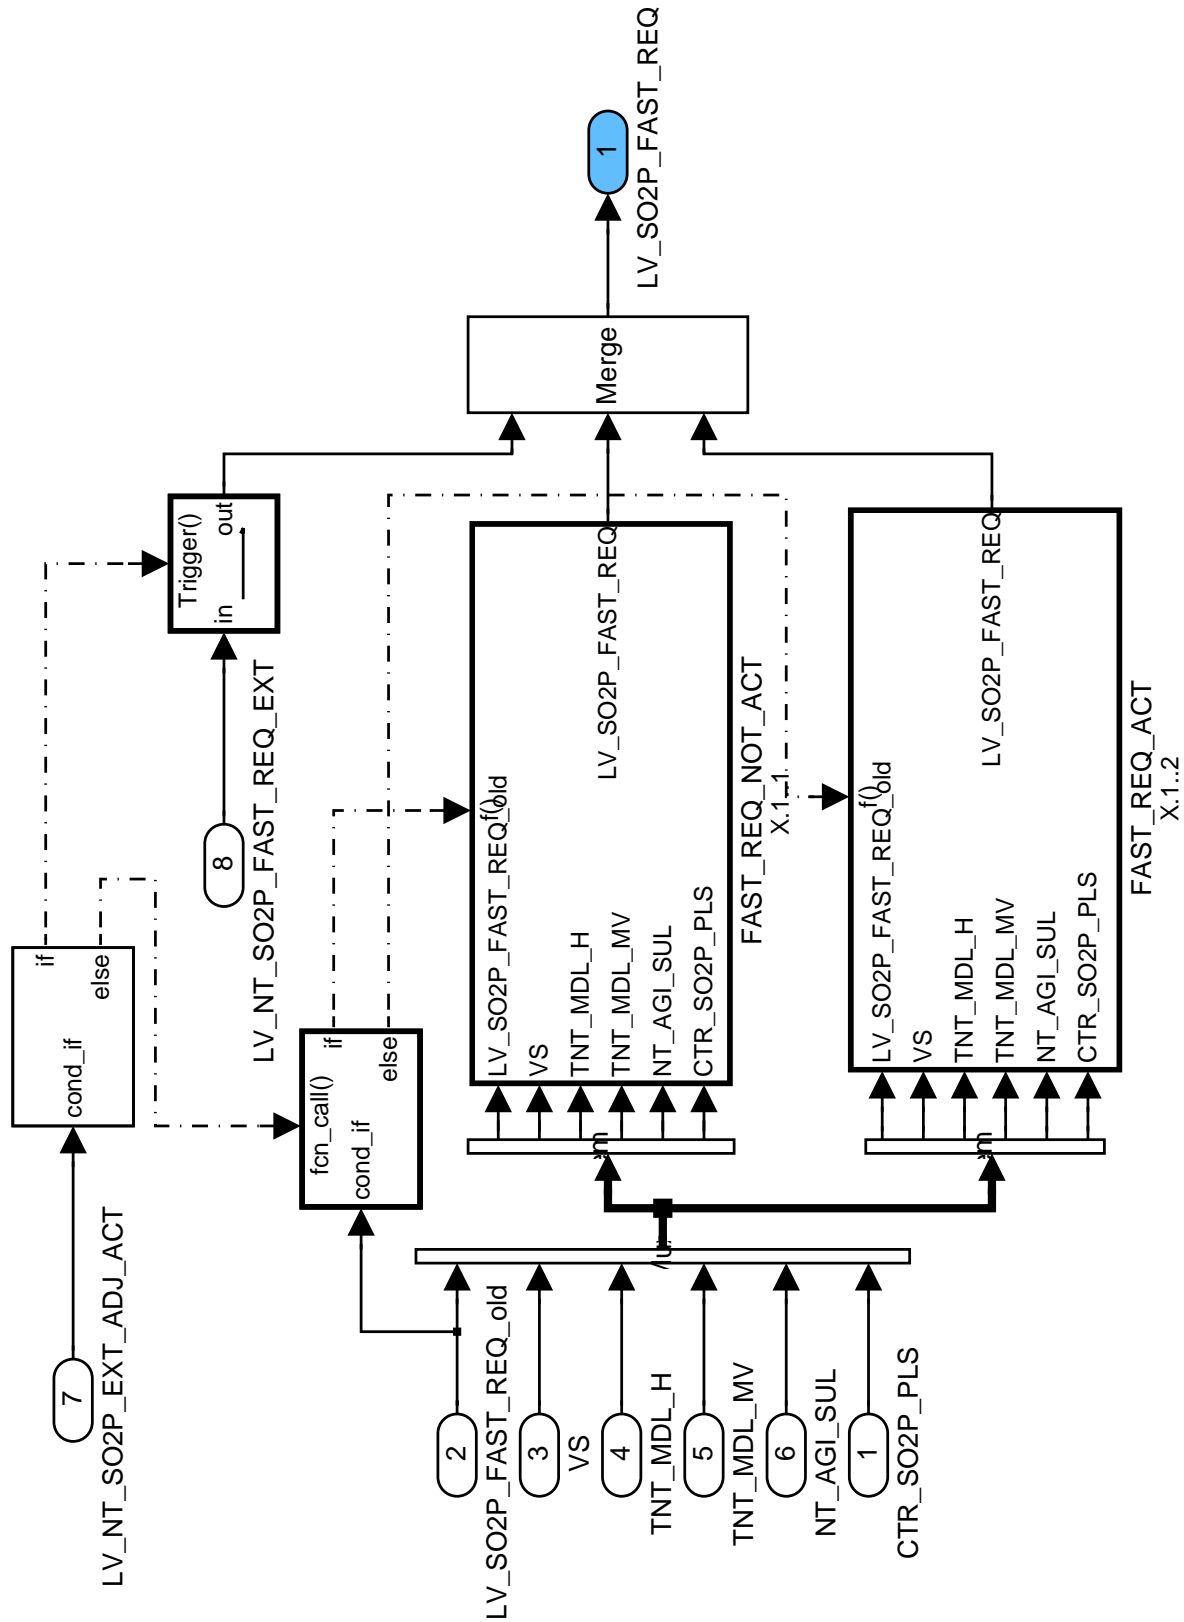 7
LV_NT_SO2P_EXT_ADJ_ACT
cond_if
if
else
Trigger()
in
out
8
LV_NT_SO2P_FAST_REQ_EXT
fcn_call()
cond_if
if
else
2
LV_SO2P_FAST_REQ_old
3
VS
4
TNT_MDL_H
5
TNT_MDL_MV
6
NT_AGI_SUL
1
CTR_SO2P_PLS
f()
LV_SO2P_FAST_REQ_old
VS
TNT_MDL_H
TNT_MDL_MV
NT_AGI_SUL
CTR_SO2P_PLS
LV_SO2P_FAST_REQ
FAST_REQ_NOT_ACT
X.1..1
f()
LV_SO2P_FAST_REQ_old
VS
TNT_MDL_H
TNT_MDL_MV
NT_AGI_SUL
CTR_SO2P_PLS
LV_SO2P_FAST_REQ
FAST_REQ_ACT
X.1..2
Merge
1
LV_SO2P_FAST_REQ